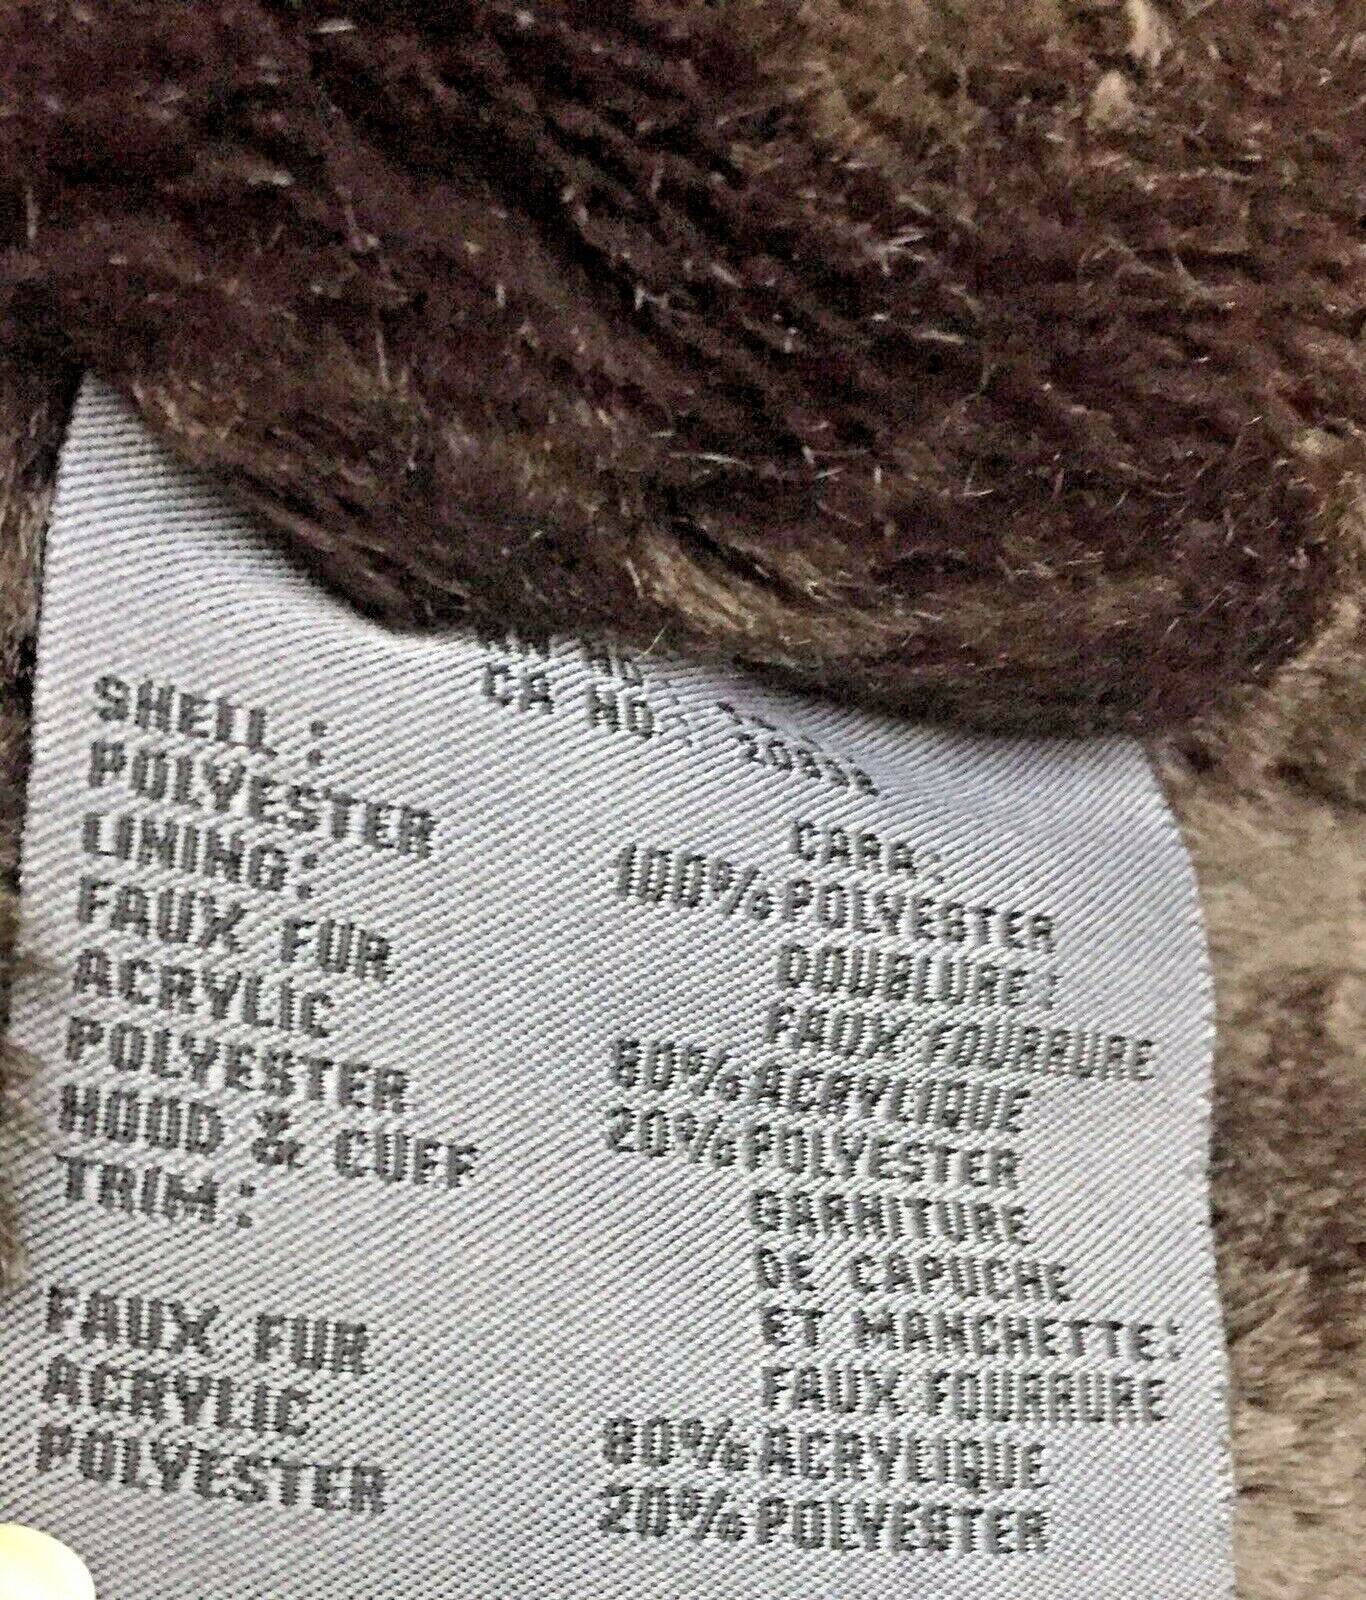 CA NO.
SHELL: CARA:
POLYESTER 100% POLYESTER
LINING: DOUBLURE:
FAUX FUR FAUX FOURRURE
ACRYLIC 80% ACRYLIQUE
POLYESTER 20% POLYESTER
HOOD & CUFF GARNITURE
TRIM: DE CAPUCHE
ET MANCHETTE:
FAUX FUR FAUX FOURRURE
ACRYLIC 80% ACRYLIQUE
POLYESTER 20% POLYESTER